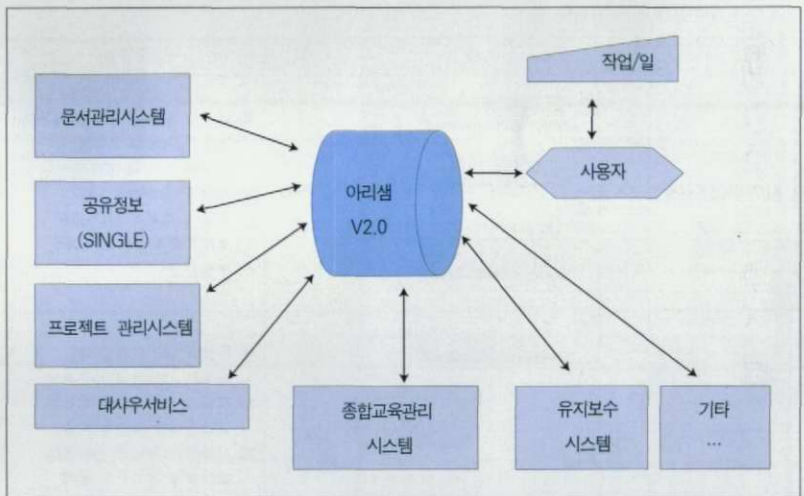 작업/일
문서관리시스템
사용자
아리샘
V2.0
공유정보
(SINGLE)
프로젝트 관리시스템
대사우서비스
종합교육관리
시스템
유지보수
시스템
기타
...